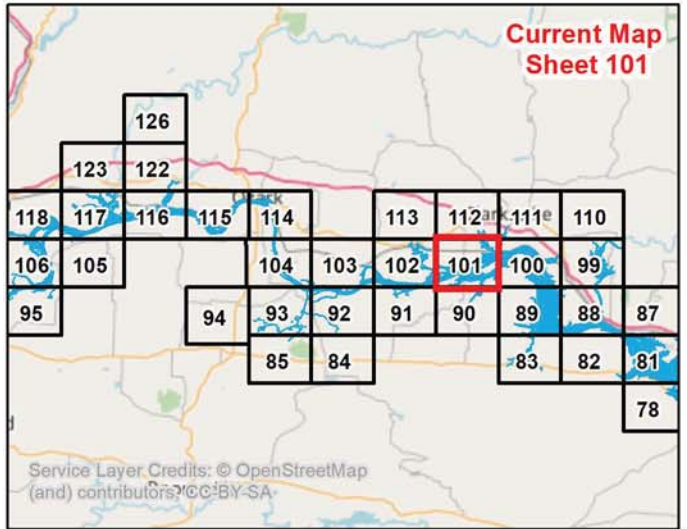 Current Map
Sheet 101
126
123 122
118 117 116 115 114 113 112 111 110
106 105 104 103 102 101 100 99
95 94 93 92 91 90 89 88 87
85 84 83 82 81
78
Service Layer Credits: © OpenStreetMap
(and) contributors, CC-BY-SA